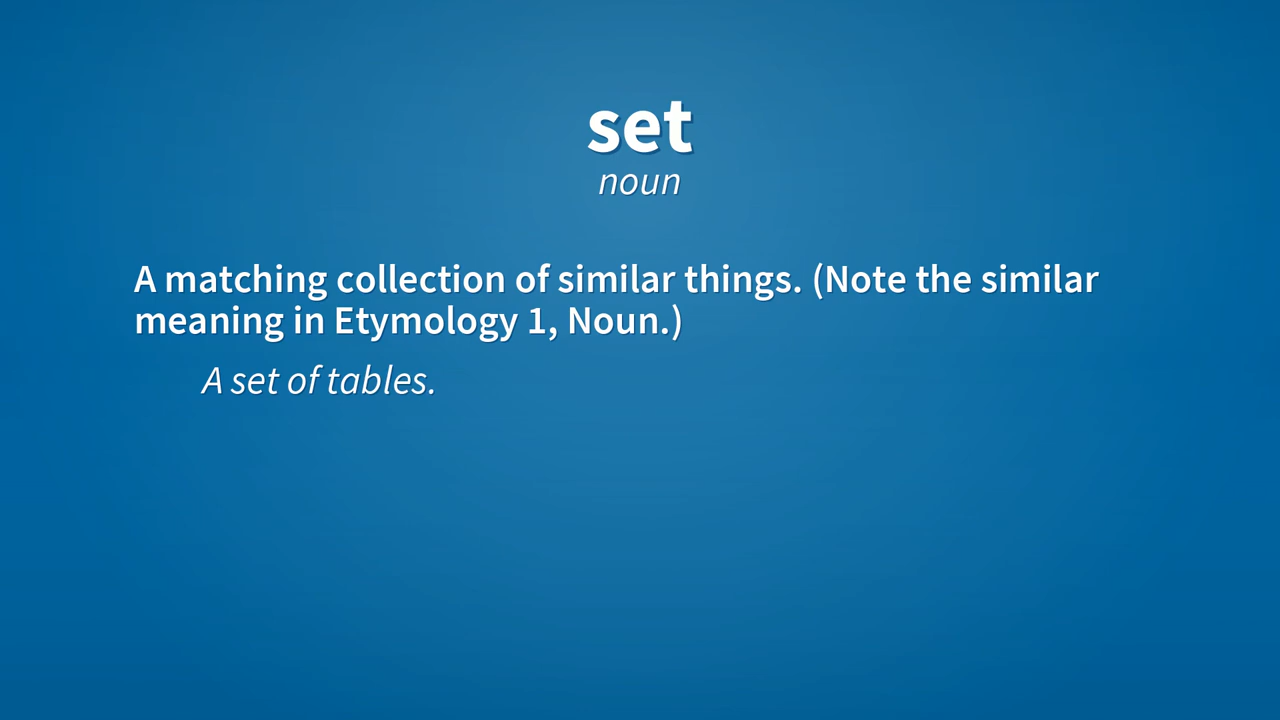 set
noun
A matching collection of similar things. (Note the similar
meaning in Etymology 1, Noun.)
A set of tables.